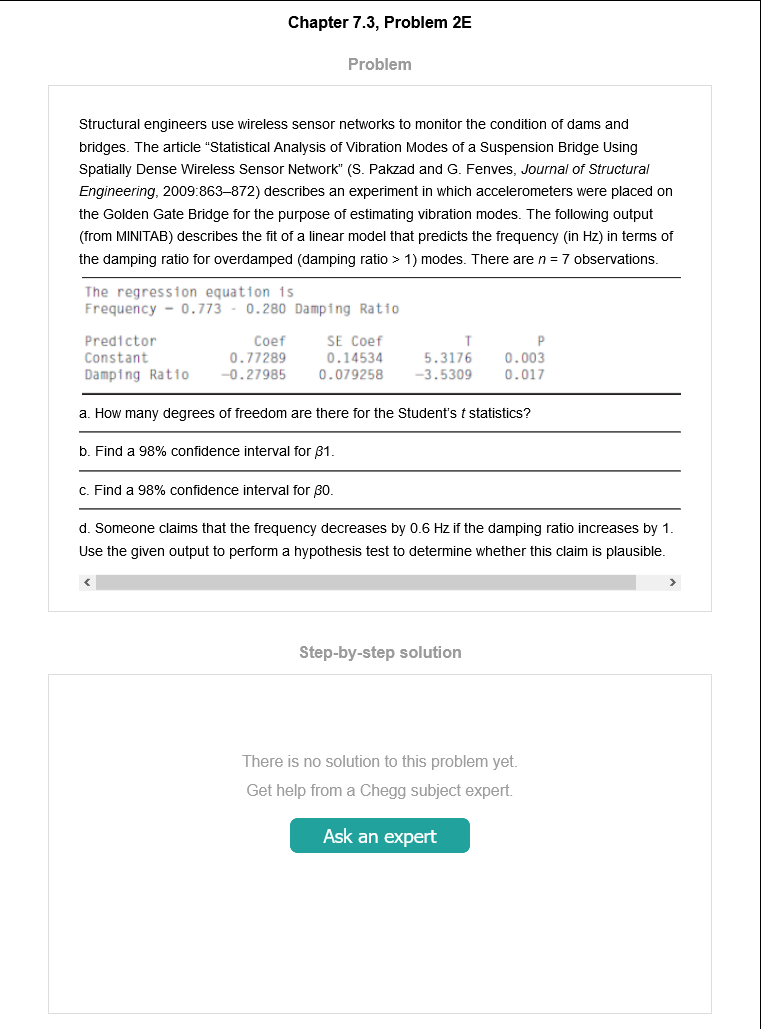 Chapter 7.3, Problem 2E
Problem
Structural engineers use wireless sensor networks to monitor the condition of dams and
bridges. The article “Statistical Analysis of Vibration Modes of a Suspension Bridge Using
Spatially Dense Wireless Sensor Network” (S. Pakzad and G. Fenves, Journal of Structural
Engineering, 2009:863–872) describes an experiment in which accelerometers were placed on
the Golden Gate Bridge for the purpose of estimating vibration modes. The following output
(from MINITAB) describes the fit of a linear model that predicts the frequency (in Hz) in terms of
the damping ratio for overdamped (damping ratio > 1) modes. There are n = 7 observations.
The regression equation is
Frequency – 0.773 - 0.280 Damping Ratio
Predictor Coef SE Coef T P
Constant 0.77289 0.14534 5.3176 0.003
Damping Ratio −0.27985 0.079258 −3.5309 0.017
a. How many degrees of freedom are there for the Student's t statistics?
b. Find a 98% confidence interval for β1.
c. Find a 98% confidence interval for β0.
d. Someone claims that the frequency decreases by 0.6 Hz if the damping ratio increases by 1.
Use the given output to perform a hypothesis test to determine whether this claim is plausible.
Step-by-step solution
There is no solution to this problem yet.
Get help from a Chegg subject expert.
Ask an expert